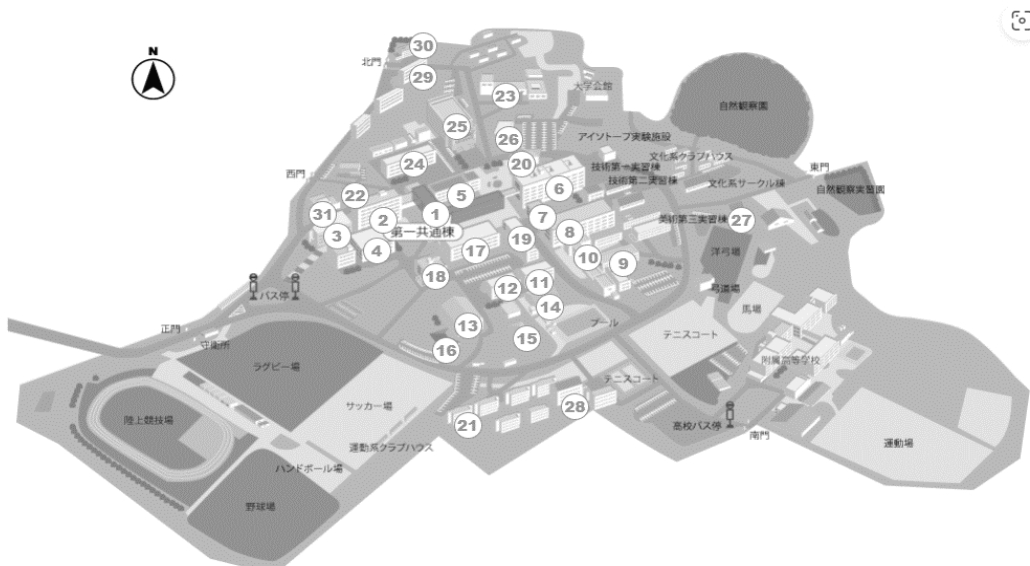 N
30
北門
29
23
大学会館
自然観察園
25
26
アイソトープ実験施設
技術第一実習棟
文化系クラブハウス
24
20
西門
技術第二実習棟
東門
22
5
6
文化系サークル棟
自然観察実習園
31
2
1
7
美術第三実習棟
27
3
第一共通棟
8
4
17
19
洋弓場
10
9
18
12
11
弓道場
バス停
14
馬場
13
プール
正門
15
テニスコート
守衛所
16
ラグビー場
附属高等学校
テニスコート
サッカー場
28
陸上競技場
21
高校バス停
南門
運動系クラブハウス
運動場
ハンドボール場
野球場